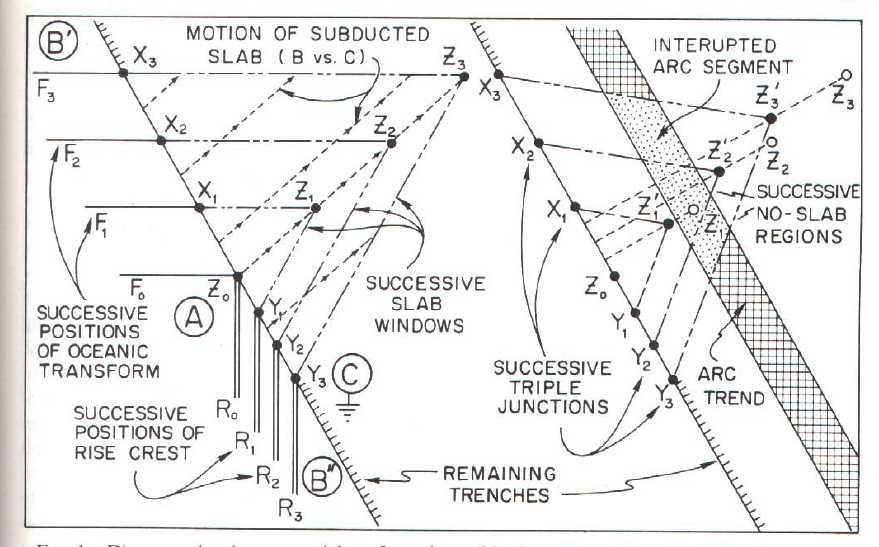 B'
X₃
MOTION OF SUBDUCTED
SLAB (B vs. C)
Z₃
F₃
X₂
Z₂
F₂
X₁
Z₁
F₁
F₀
Z₀
A
Y₁
Y₂
Y₃
C
SUCCESSIVE
SLAB
WINDOWS
SUCCESSIVE
POSITIONS
OF OCEANIC
TRANSFORM
SUCCESSIVE
POSITIONS OF
RISE CREST
R₀
R₁
R₂
R₃
B"
REMAINING
TRENCHES
INTERUPTED
ARC SEGMENT
X₃
Z₃'
Z₃
X₂
Z₂'
Z₂
X₁
Z₁'
Z₁
SUCCESSIVE
NO-SLAB
REGIONS
Z₀
Y₁
Y₂
Y₃
SUCCESSIVE
TRIPLE
JUNCTIONS
ARC
TREND